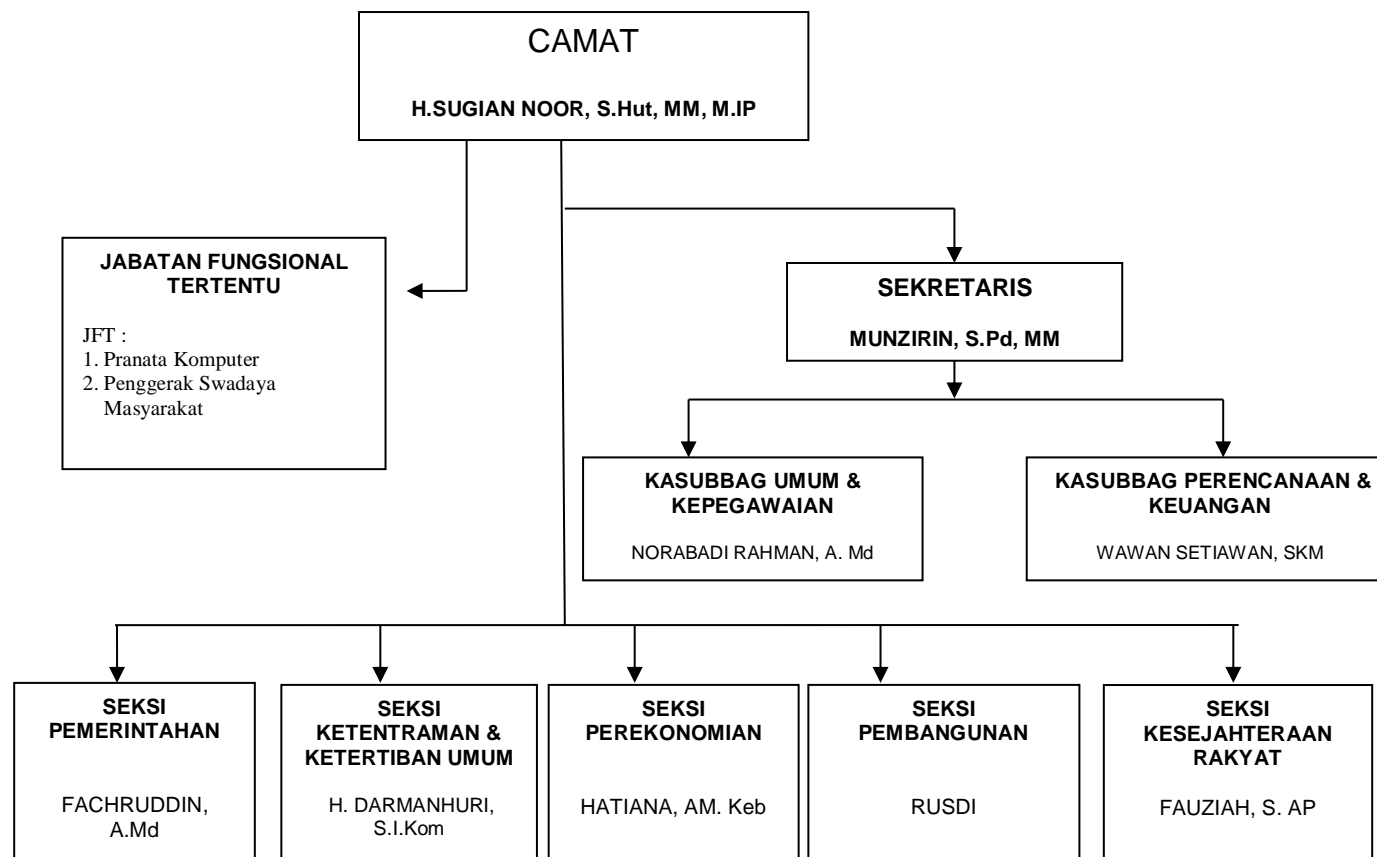 CAMAT
H.SUGIAN NOOR, S.Hut, MM, M.IP
JABATAN FUNGSIONAL
TERTENTU
JFT :
1. Pranata Komputer
2. Penggerak Swadaya
Masyarakat
SEKRETARIS
MUNZIRIN, S.Pd, MM
KASUBBAG UMUM &
KEPEGAWAIAN
NORABADI RAHMAN, A. Md
KASUBBAG PERENCANAAN &
KEUANGAN
WAWAN SETIAWAN, SKM
SEKSI
PEMERINTAHAN
FACHRUDDIN,
A.Md
SEKSI
KETENTRAMAN &
KETERTIBAN UMUM
H. DARMANHURI,
S.I.Kom
SEKSI
PEREKONOMIAN
HATIANA, AM. Keb
SEKSI
PEMBANGUNAN
RUSDI
SEKSI
KESEJAHTERAAN
RAKYAT
FAUZIAH, S. AP